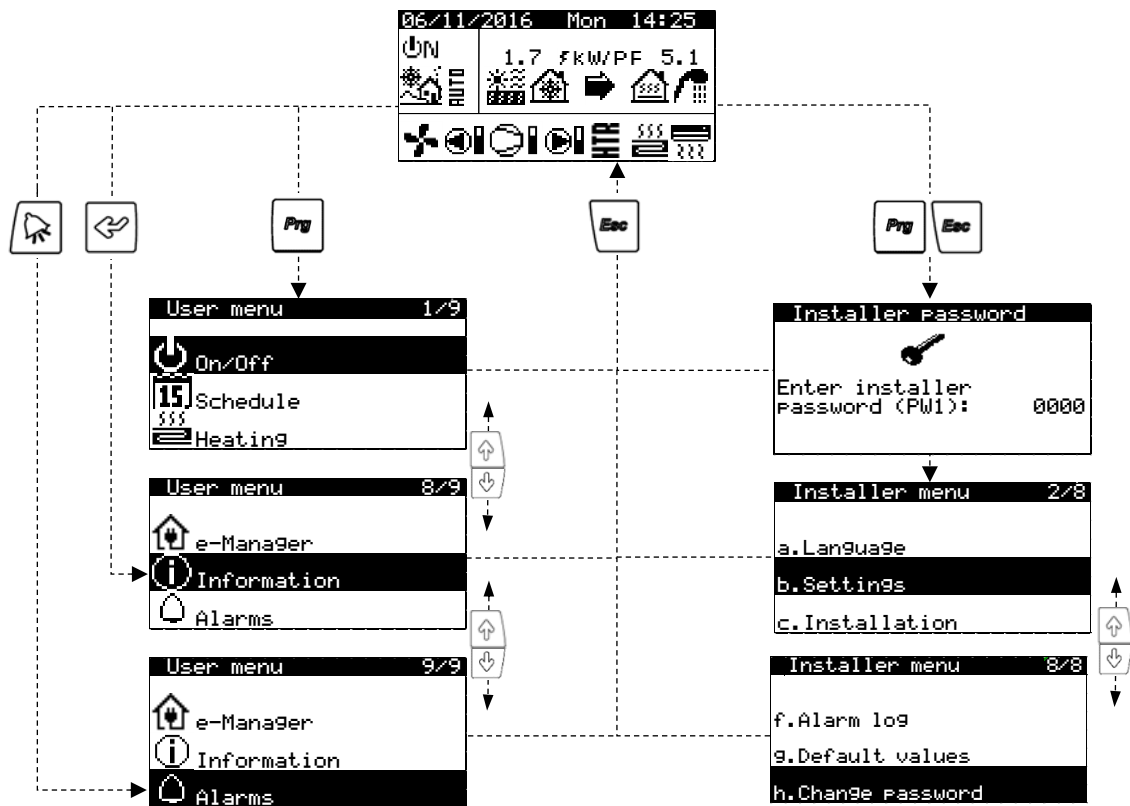 06/11/2016 Mon 14:25
ON
1.7 kW/PF 5.1
AUTO
HTR
Prg
Esc
Prg
Esc
User menu 1/9
On/Off
15
Schedule
Heating
User menu 8/9
e-Manager
i Information
Alarms
User menu 9/9
e-Manager
i Information
Alarms
Installer password
Enter installer
password (PW1): 0000
Installer menu 2/8
a.Language
b.Settings
c.Installation
Installer menu 8/8
f.Alarm log
g.Default values
h.Change password